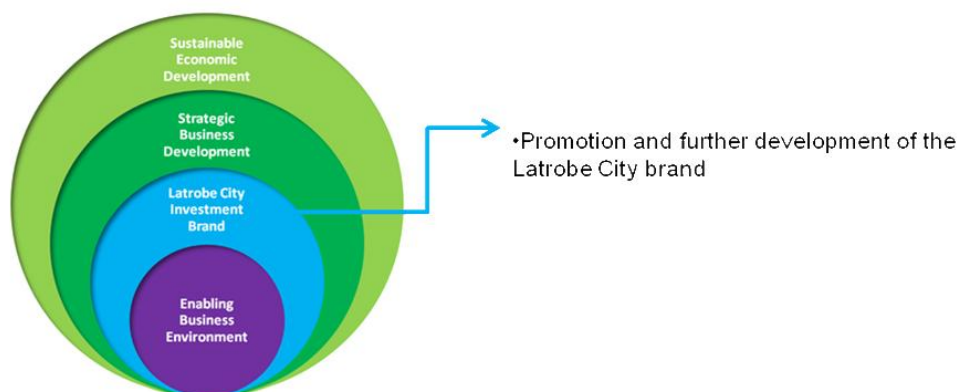 Sustainable
Economic
Development
Strategic
Business
Development
Latrobe City
Investment
Brand
Enabling
Business
Environment
•Promotion and further development of the
Latrobe City brand